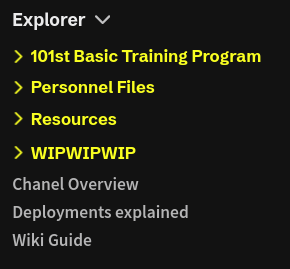 Explorer
101st Basic Training Program
Personnel Files
Resources
WIPWIPWIP
Chanel Overview
Deployments explained
Wiki Guide